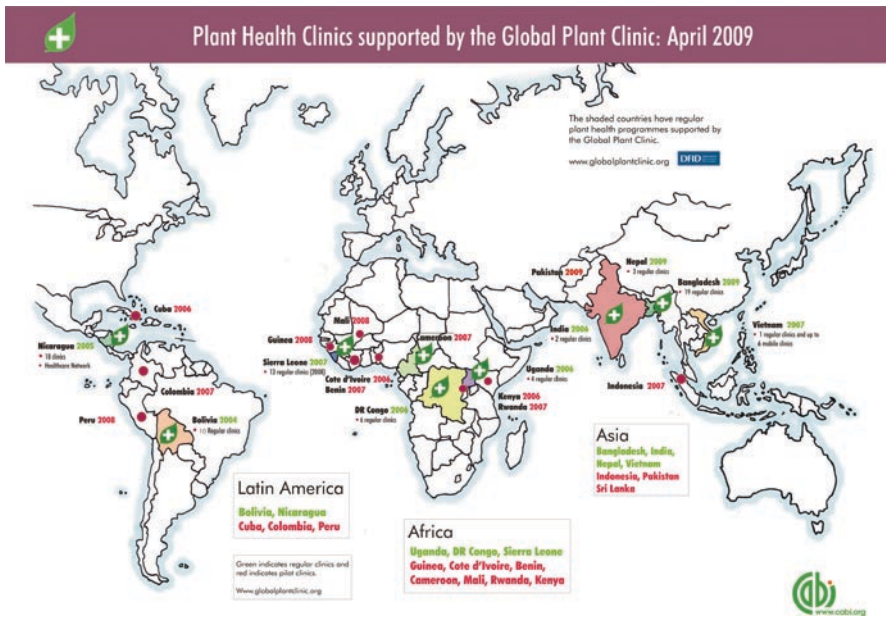 Plant Health Clinics supported by the Global Plant Clinic: April 2009
The shaded countries have regular
plant health programmes supported by
the Global Plant Clinic.
www.globalplantclinic.org
DFID
Nepal 2009
• 3 regular clinics
Pakistan 2009
Bangladesh 2009
• 19 regular clinics
Cuba 2006
Mali 2008
Nicaragua 2005
• 18 clinics
• Healthcare Network
Guinea 2008
Cameroon 2007
India 2006
• 2 regular clinics
Vietnam 2007
• 1 regular clinics and up to
6 mobile clinics
Sierra Leone 2007
• 13 regular clinics (2008)
Uganda 2006
• 4 regular clinics
Cote d'Ivoire 2006
Benin 2007
Indonesia 2007
Colombia 2007
Kenya 2006
Rwanda 2007
DR Congo 2006
• 6 regular clinics
Peru 2008
Bolivia 2004
• 10 Regular clinics
Asia
Bangladesh, India,
Nepal, Vietnam
Indonesia, Pakistan
Sri Lanka
Latin America
Bolivia, Nicaragua
Cuba, Colombia, Peru
Africa
Uganda, DR Congo, Sierra Leone
Guinea, Cote d'Ivoire, Benin,
Cameroon, Mali, Rwanda, Kenya
Green indicates regular clinics and
red indicates pilot clinics.
Www.globalplantclinic.org
cabi
www.cabi.org